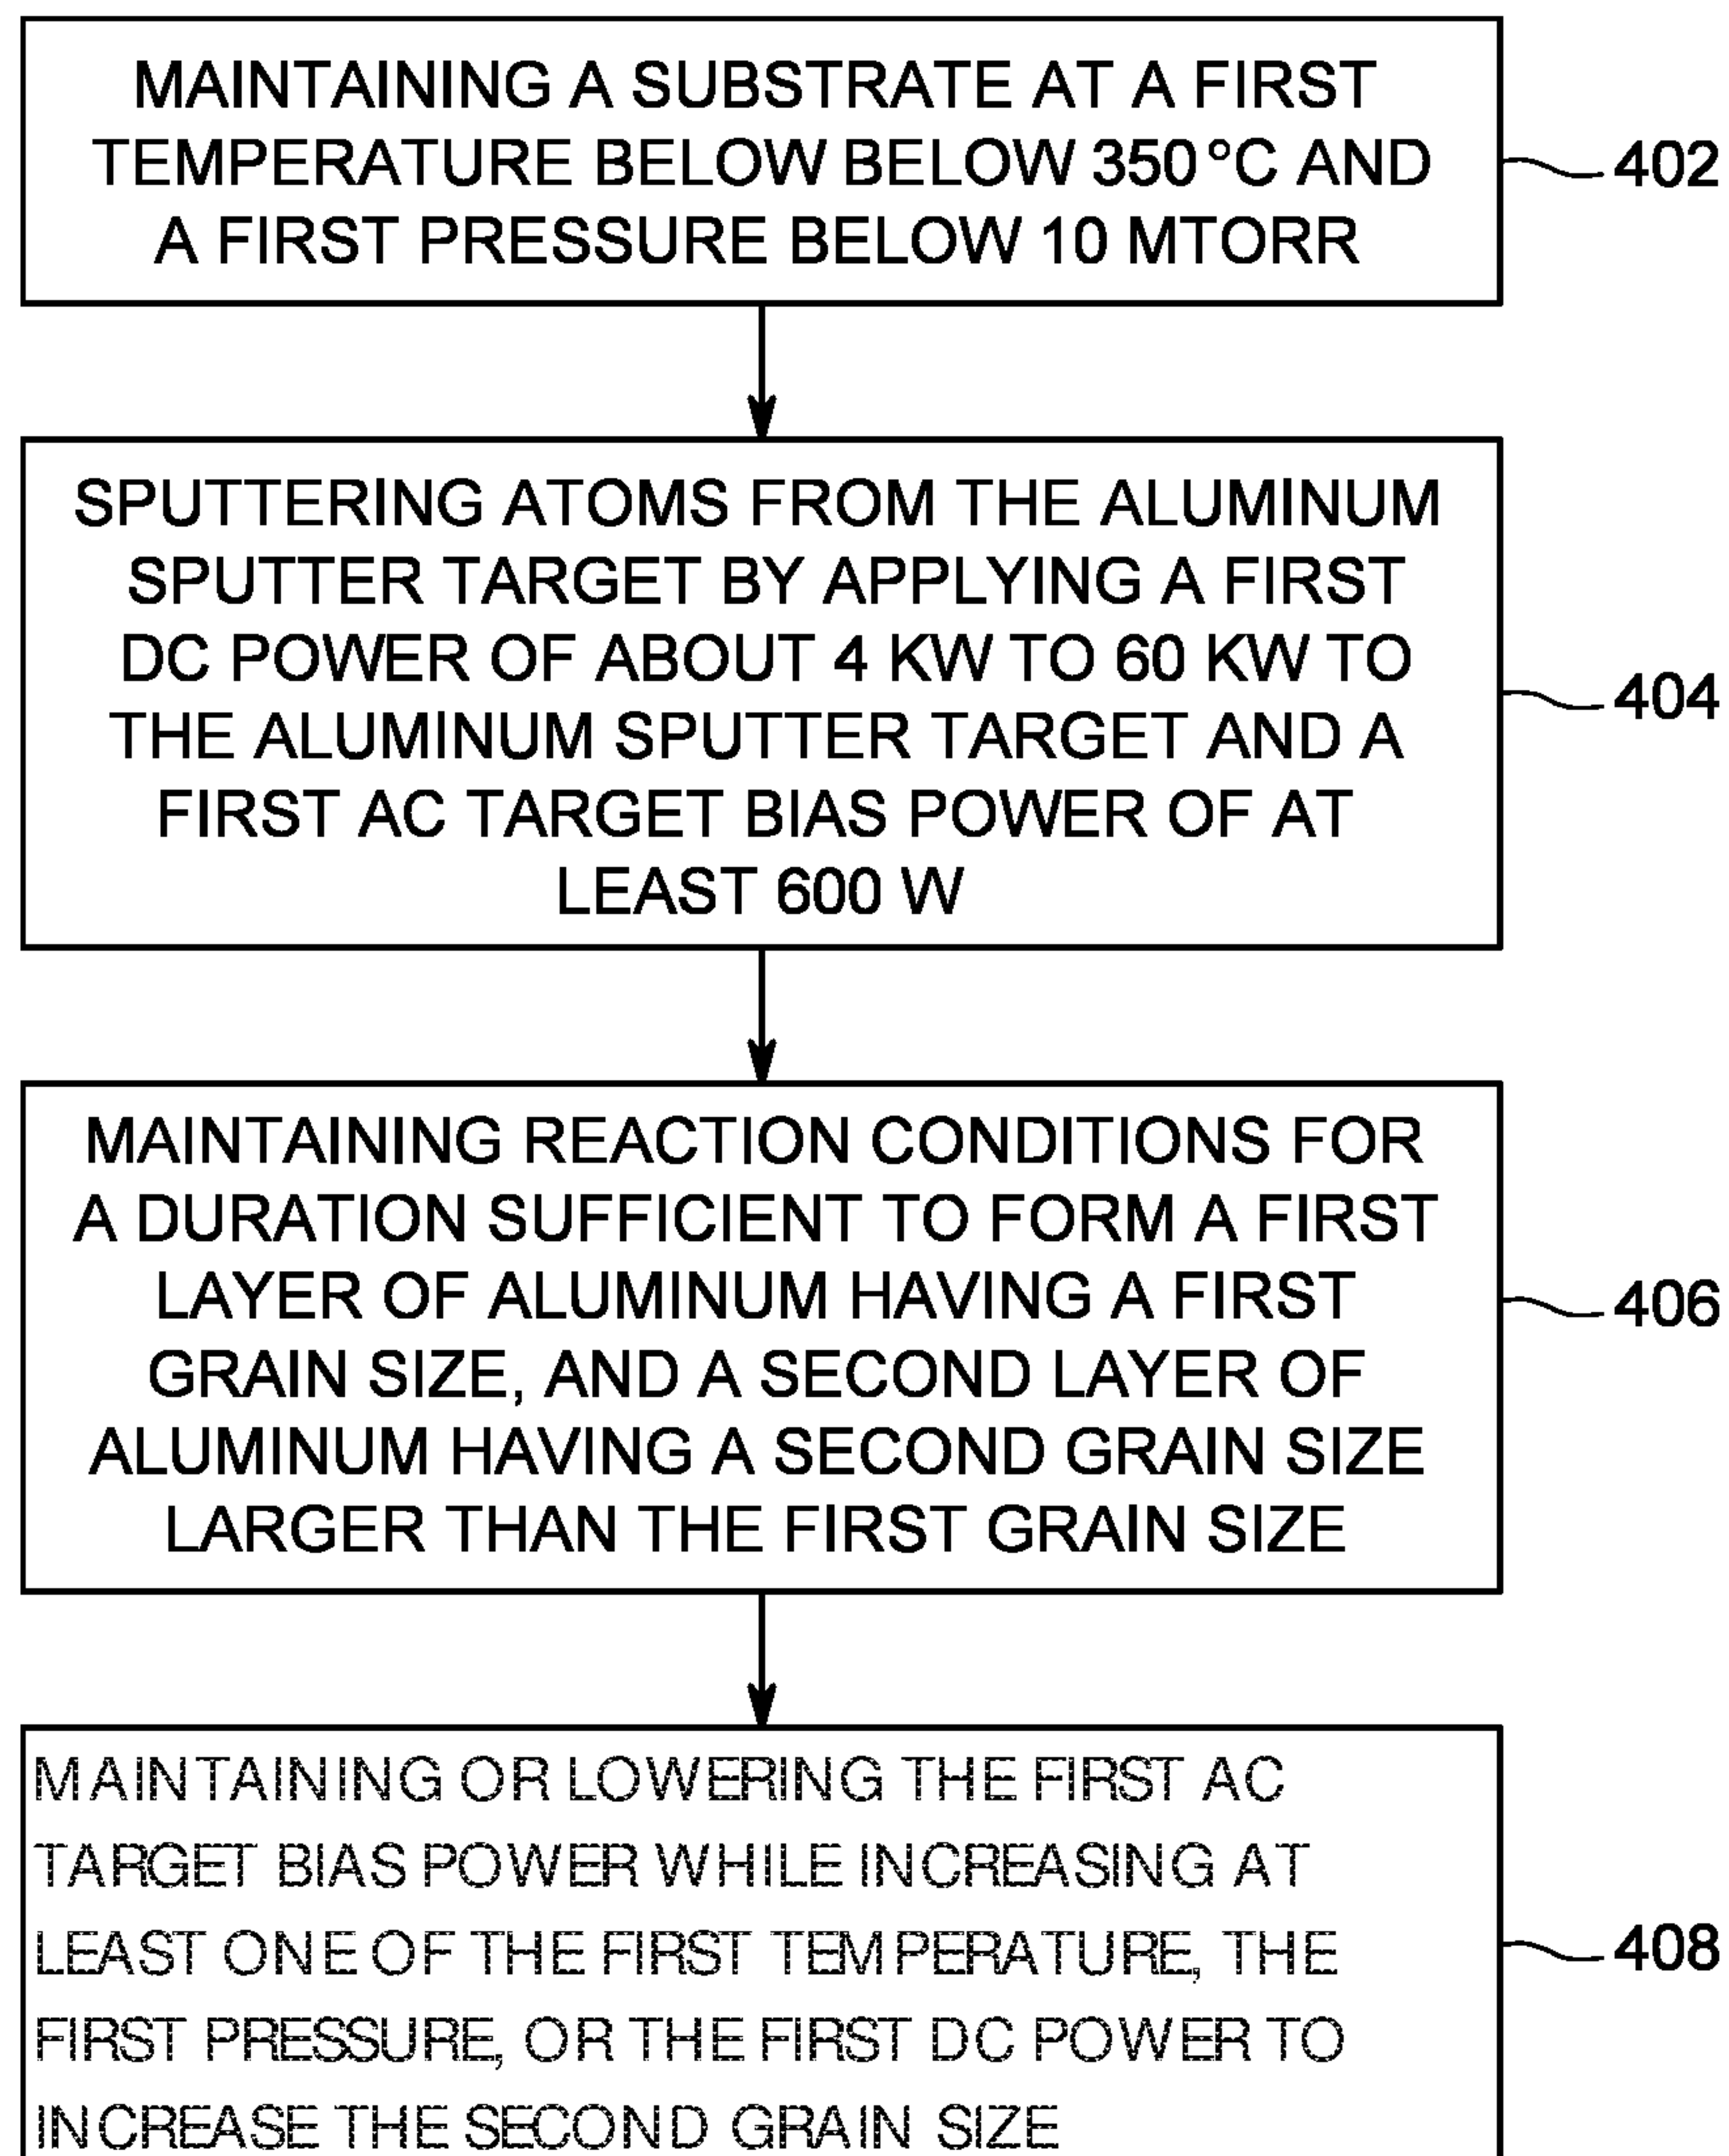 MAINTAINING A SUBSTRATE AT A FIRST
TEMPERATURE BELOW BELOW 350°C AND
A FIRST PRESSURE BELOW 10 MTORR
402
SPUTTERING ATOMS FROM THE ALUMINUM
SPUTTER TARGET BY APPLYING A FIRST
DC POWER OF ABOUT 4 KW TO 60 KW TO
THE ALUMINUM SPUTTER TARGET AND A
FIRST AC TARGET BIAS POWER OF AT
LEAST 600 W
404
MAINTAINING REACTION CONDITIONS FOR
A DURATION SUFFICIENT TO FORM A FIRST
LAYER OF ALUMINUM HAVING A FIRST
GRAIN SIZE, AND A SECOND LAYER OF
ALUMINUM HAVING A SECOND GRAIN SIZE
LARGER THAN THE FIRST GRAIN SIZE
406
MAINTAINING OR LOWERING THE FIRST AC
TARGET BIAS POWER WHILE INCREASING AT
LEAST ONE OF THE FIRST TEMPERATURE, THE
FIRST PRESSURE, OR THE FIRST DC POWER TO
INCREASE THE SECOND GRAIN SIZE
408